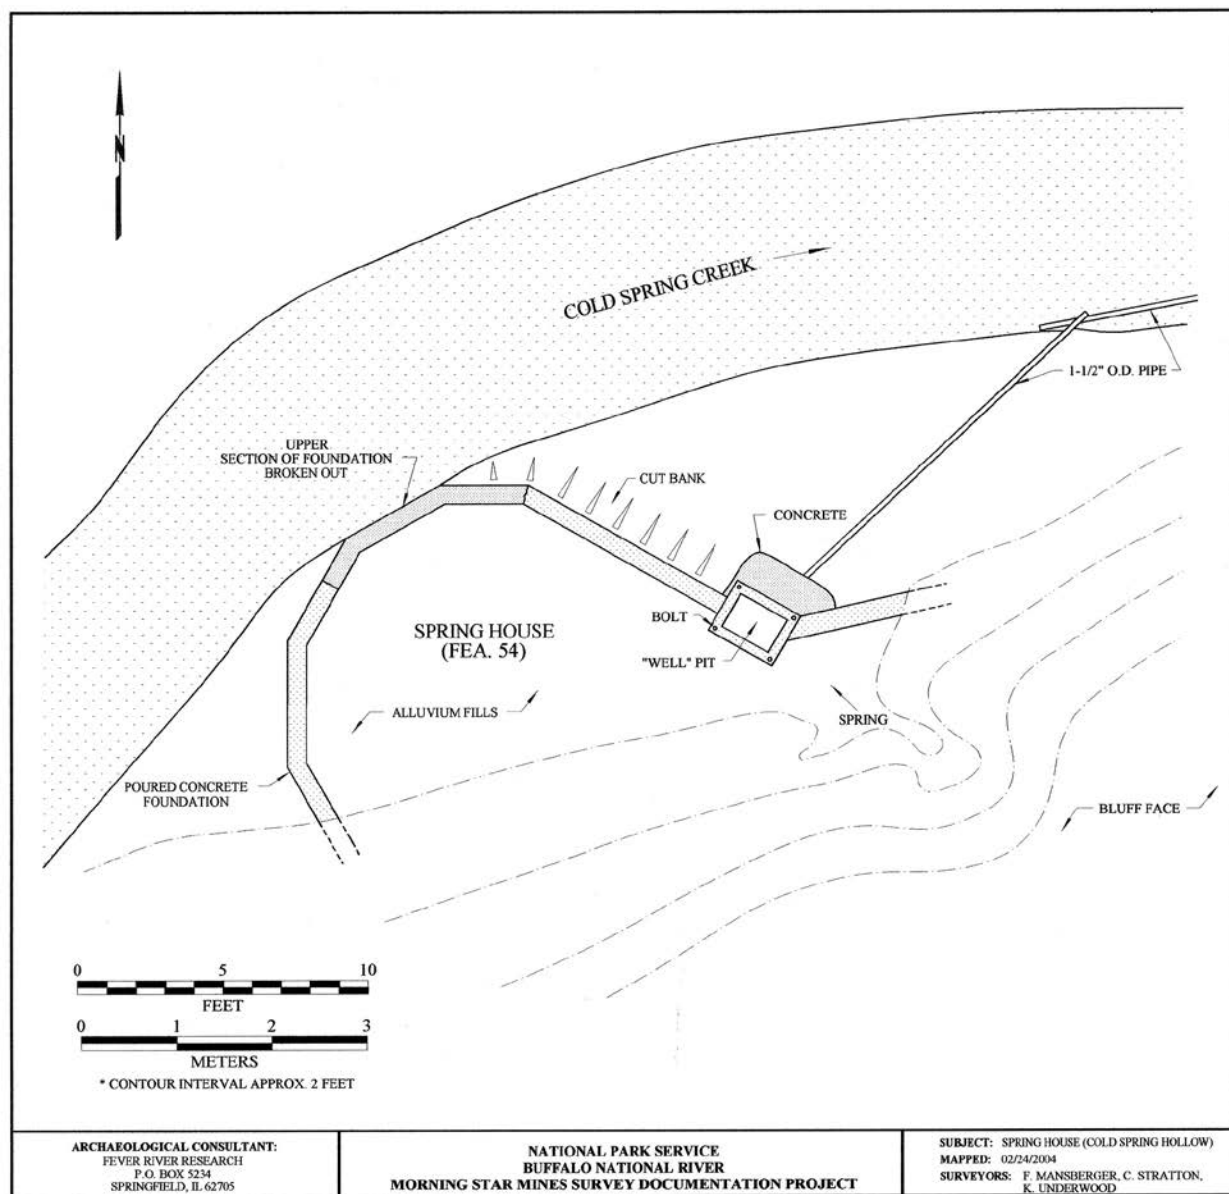 N
COLD SPRING CREEK
1-1/2" O.D. PIPE
UPPER
SECTION OF FOUNDATION
BROKEN OUT
CUT BANK
CONCRETE
BOLT
"WELL" PIT
SPRING HOUSE
(FEA. 54)
ALLUVIUM FILLS
SPRING
POURED CONCRETE
FOUNDATION
BLUFF FACE
0 5 10
FEET
0 1 2 3
METERS
* CONTOUR INTERVAL APPROX. 2 FEET
ARCHAEOLOGICAL CONSULTANT:
FEVER RIVER RESEARCH
P.O. BOX 5234
SPRINGFIELD, IL 62705
NATIONAL PARK SERVICE
BUFFALO NATIONAL RIVER
MORNING STAR MINES SURVEY DOCUMENTATION PROJECT
SUBJECT: SPRING HOUSE (COLD SPRING HOLLOW)
MAPPED: 02/24/2004
SURVEYORS: F. MANSBERGER, C. STRATTON,
K. UNDERWOOD